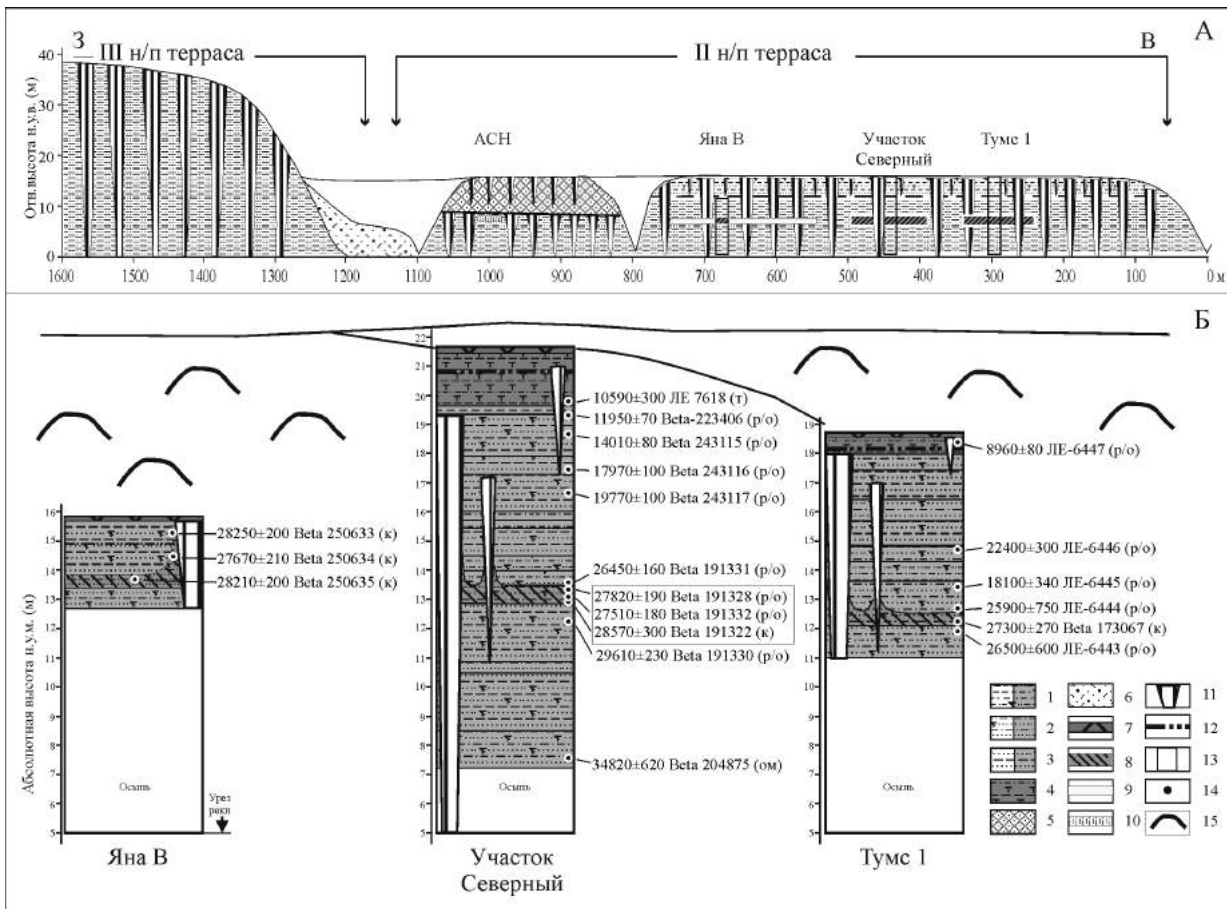 А
З
III н/п терраса
В
II н/п терраса
Отн.высота н.у.в. (м)
40
30
20
10
0
АСН
Яна В
Участок
Северный
Тумс 1
1600
1500
1400
1300
1200
1100
1000
900
800
700
600
500
400
300
200
100
0 м
Б
Абсолютная высота н.у.м. (м)
16
15
14
13
12
11
10
9
8
7
6
5
28250±200 Beta 250633 (к)
27670±210 Beta 250634 (к)
28210±200 Beta 250635 (к)
Осыпь
Урез
реки
Яна В
22
21
20
19
18
17
16
15
14
13
12
11
10
9
8
7
6
5
10590±300 ЛЕ 7618 (т)
11950±70 Beta-223406 (р/о)
14010±80 Beta 243115 (р/о)
17970±100 Beta 243116 (р/о)
19770±100 Beta 243117 (р/о)
26450±160 Beta 191331 (р/о)
27820±190 Beta 191328 (р/о)
27510±180 Beta 191332 (р/о)
28570±300 Beta 191322 (к)
29610±230 Beta 191330 (р/о)
34820±620 Beta 204875 (ом)
Осыпь
Участок
Северный
19
18
17
16
15
14
13
12
11
10
9
8
7
6
5
8960±80 ЛЕ-6447 (р/о)
22400±300 ЛЕ-6446 (р/о)
18100±340 ЛЕ-6445 (р/о)
25900±750 ЛЕ-6444 (р/о)
27300±270 Beta 173067 (к)
26500±600 ЛЕ-6443 (р/о)
Осыпь
Тумс 1
1
6
11
2
7
12
3
8
13
4
9
14
5
10
15